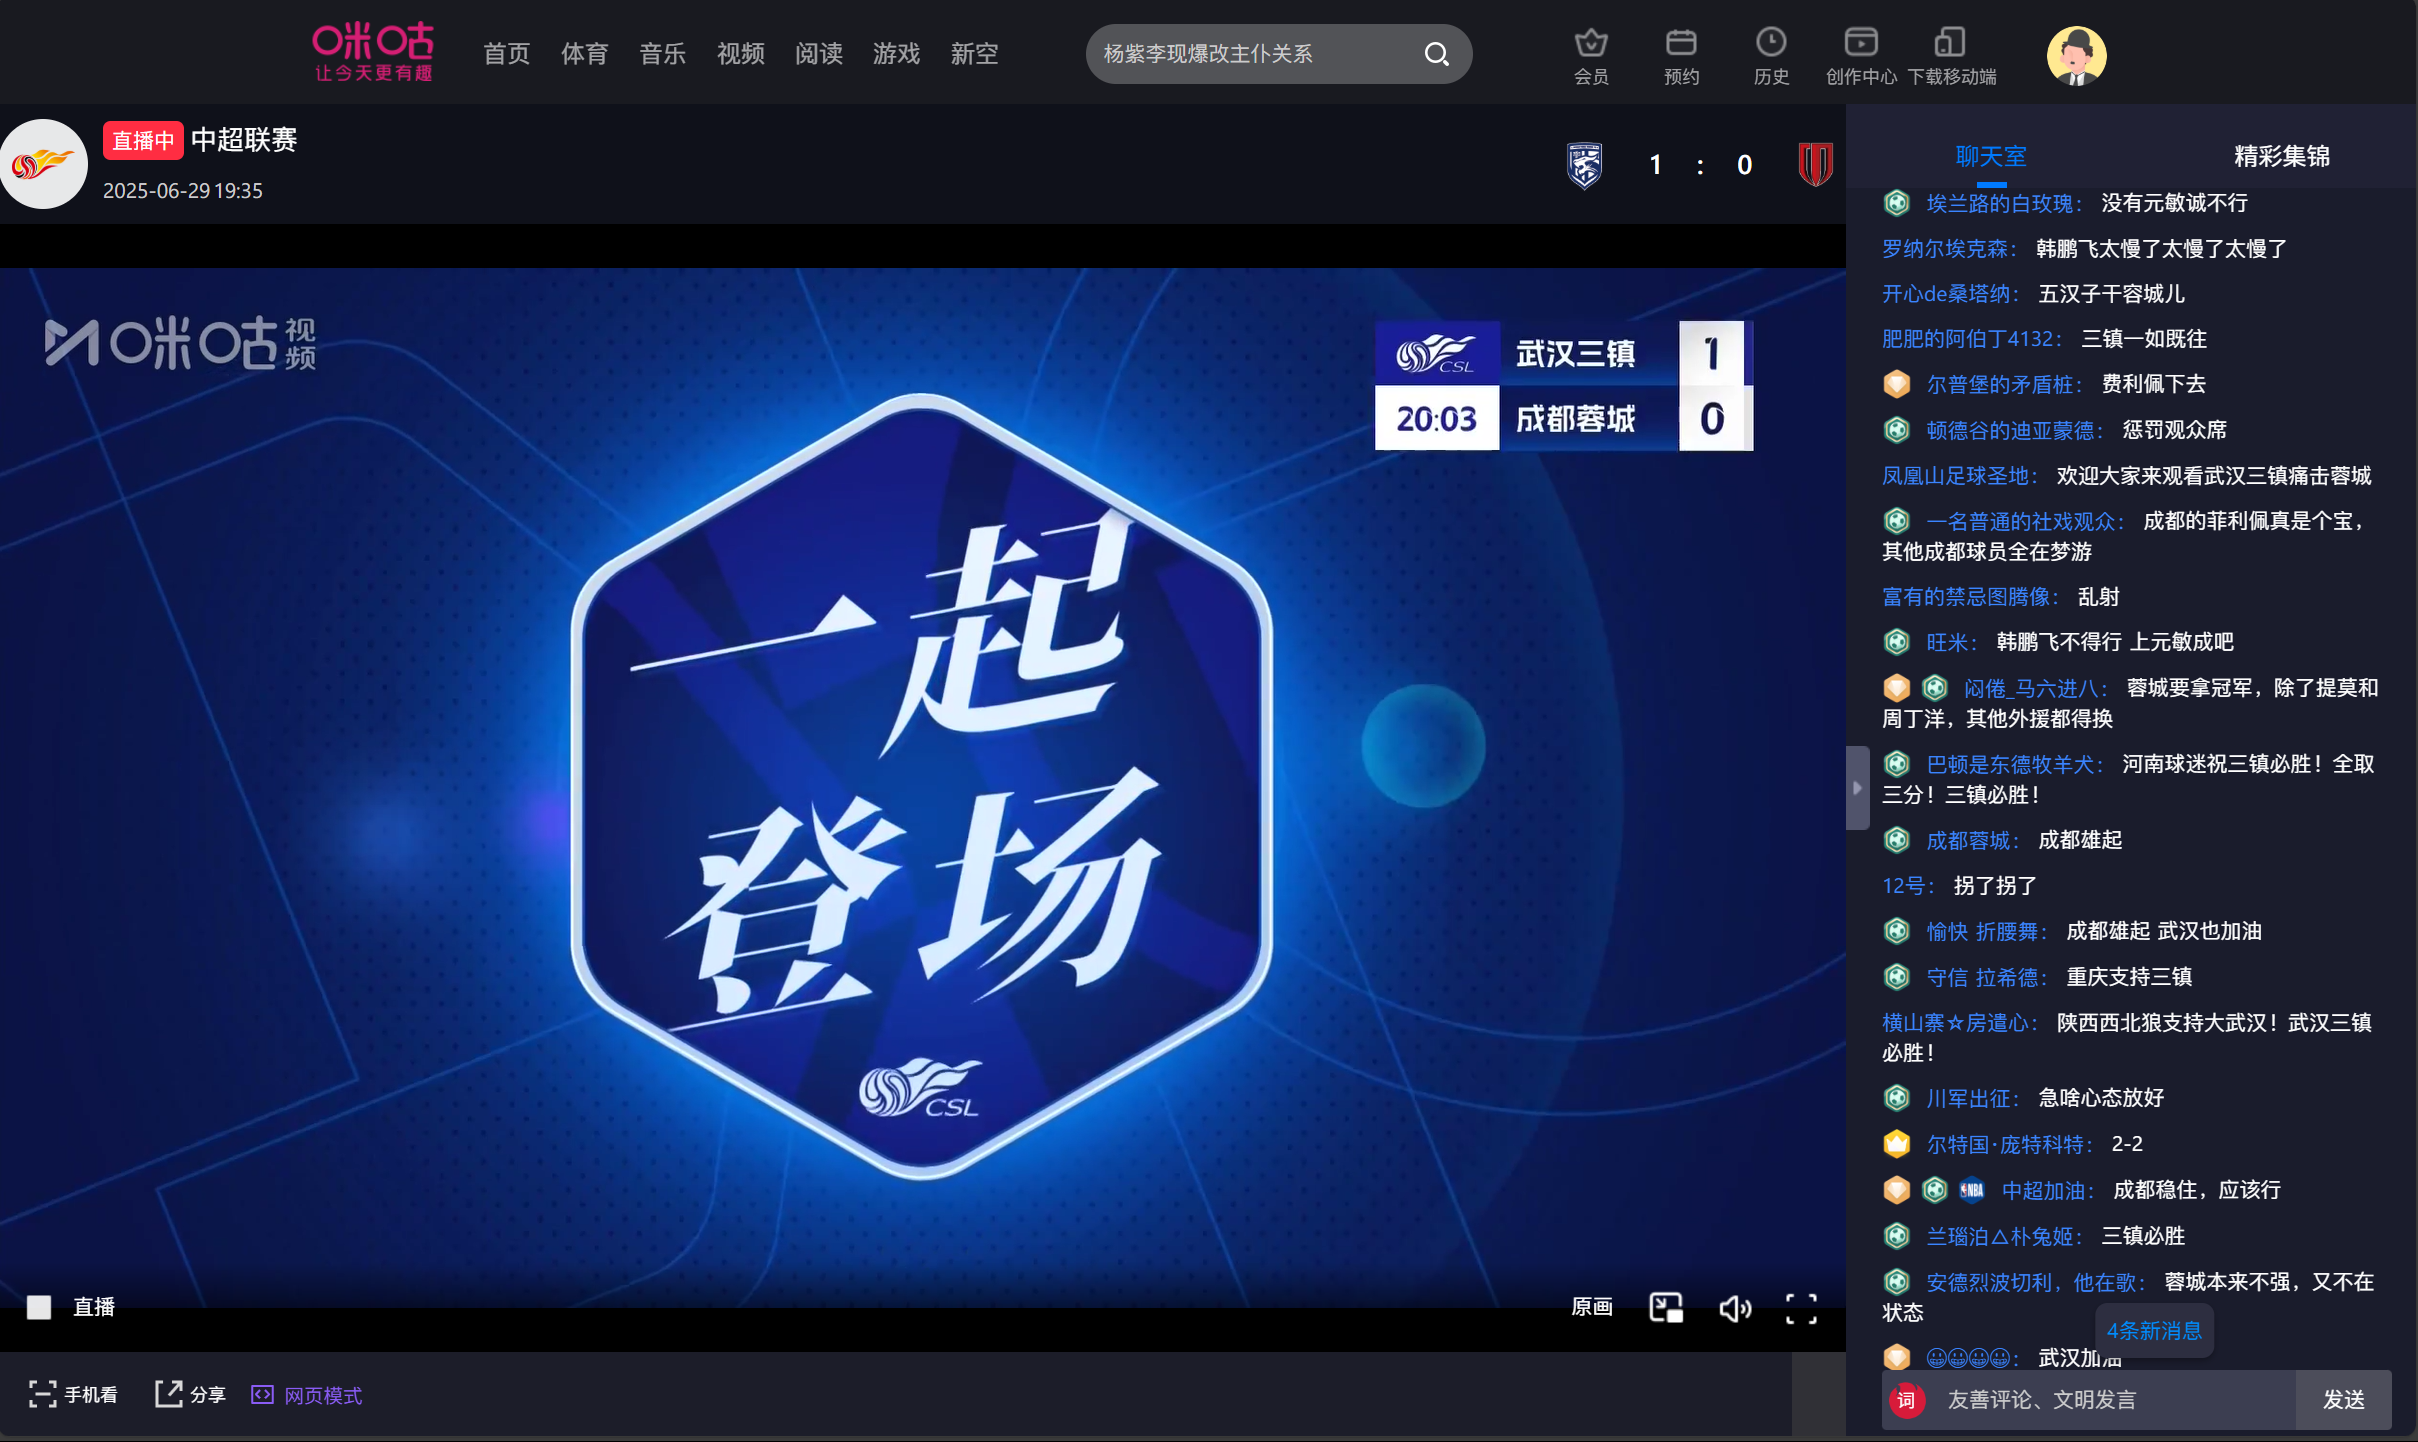 咪咕
让今天更有趣
首页 体育 音乐 视频 阅读 游戏 新空
杨紫李现爆改主仆关系
会员 预约 历史 创作中心 下载移动端
直播中 中超联赛
2025-06-29 19:35
1 : 0
聊天室 精彩集锦
咪咕视频
CSL 武汉三镇 1
20:03 成都蓉城 0
一起
登场
CSL
埃兰路的白玫瑰： 没有元敏诚不行
罗纳尔埃克森： 韩鹏飞太慢了太慢了太慢了
开心de桑塔纳： 五汉子干容城儿
肥肥的阿伯丁4132： 三镇一如既往
尔普堡的矛盾桩： 费利佩下去
顿德谷的迪亚蒙德： 惩罚观众席
凤凰山足球圣地： 欢迎大家来观看武汉三镇痛击蓉城
一名普通的社戏观众： 成都的菲利佩真是个宝，
其他成都球员全在梦游
富有的禁忌图腾像： 乱射
旺米： 韩鹏飞不得行 上元敏成吧
闷倦_马六进八： 蓉城要拿冠军，除了提莫和
周丁洋，其他外援都得换
巴顿是东德牧羊犬： 河南球迷祝三镇必胜！全取
三分！三镇必胜！
成都蓉城： 成都雄起
12号： 拐了拐了
愉快 折腰舞： 成都雄起 武汉也加油
守信 拉希德： 重庆支持三镇
横山寨☆房遣心： 陕西西北狼支持大武汉！武汉三镇
必胜！
川军出征： 急啥心态放好
尔特国·庞特科特： 2-2
NBA 中超加油： 成都稳住，应该行
兰瑙泊△朴兔姬： 三镇必胜
安德烈波切利，他在歌： 蓉城本来不强，又不在
状态
4条新消息
😀😀😀😀： 武汉加油
词 友善评论、文明发言 发送
直播 原画
手机看 分享 网页模式